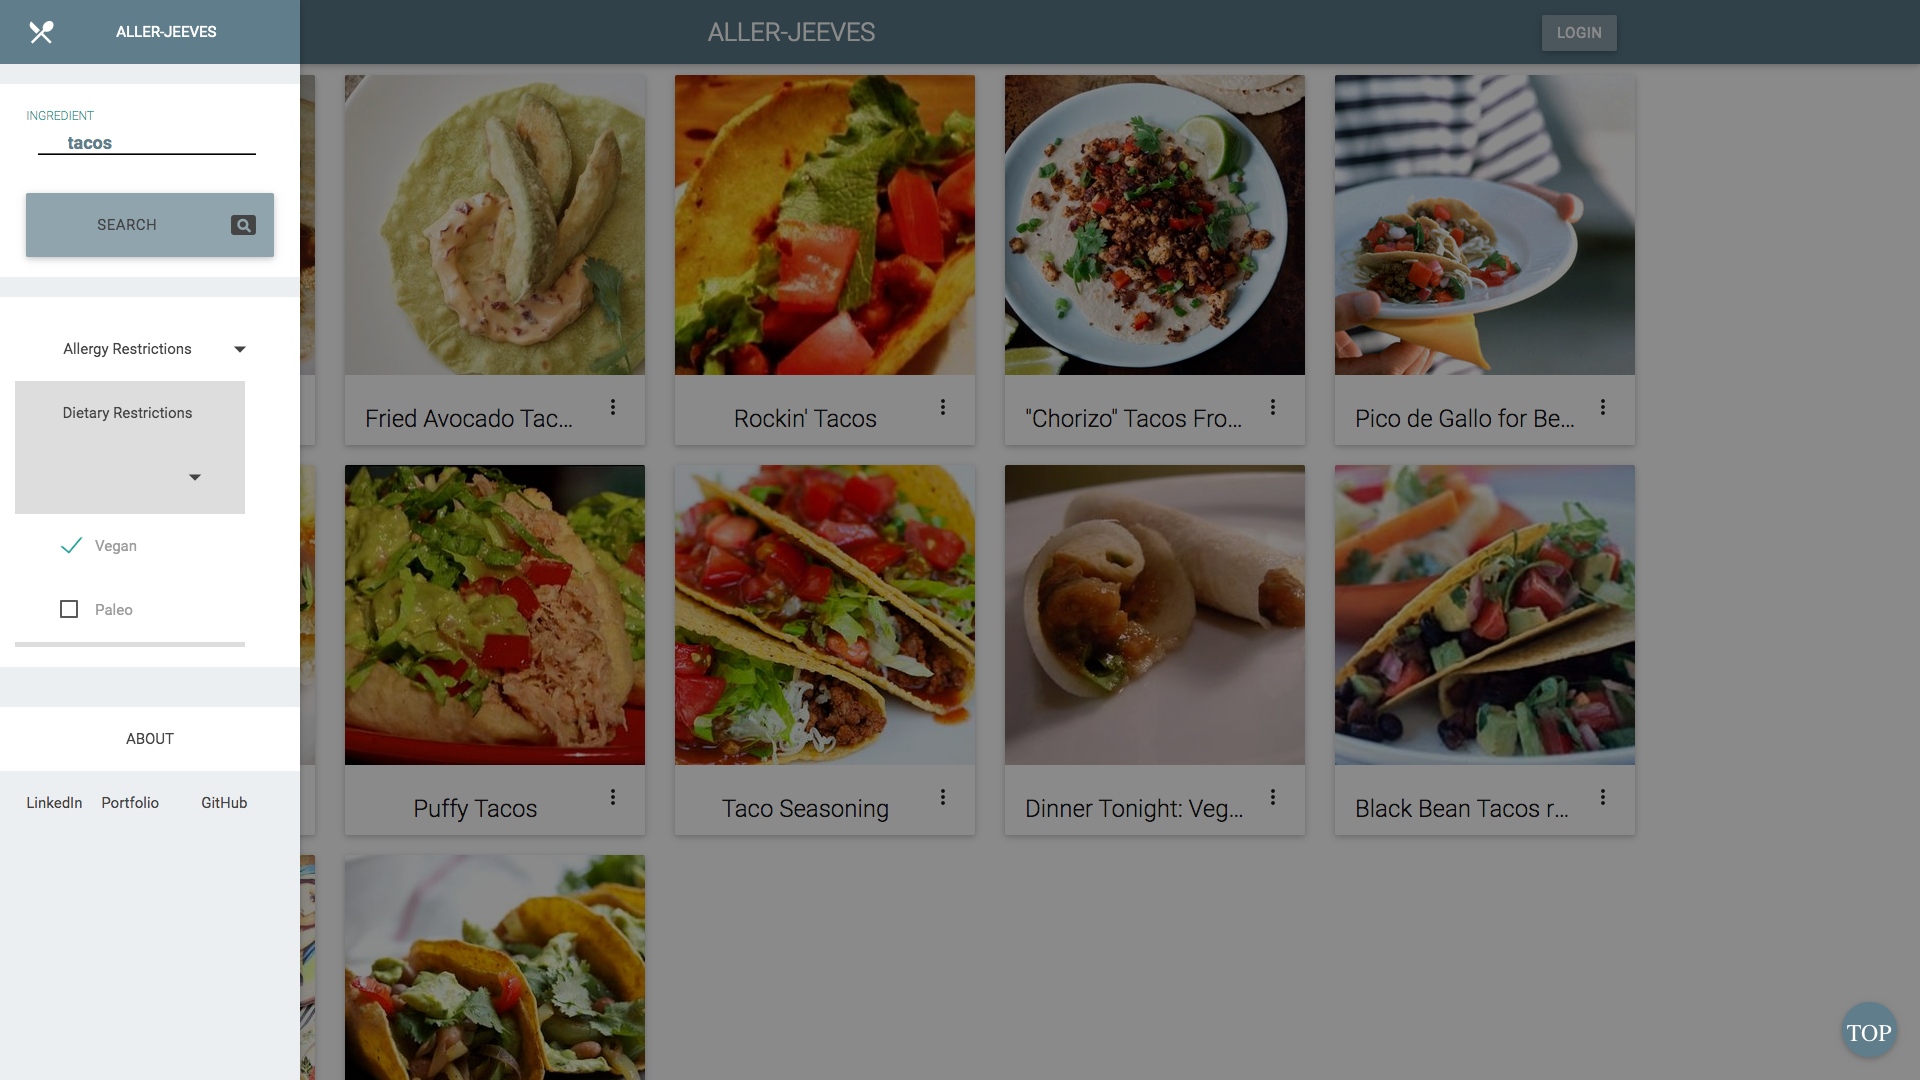 ALLER-JEEVES
ALLER-JEEVES
LOGIN
INGREDIENT
tacos
SEARCH
Allergy Restrictions
Dietary Restrictions
Vegan
Paleo
ABOUT
LinkedIn Portfolio GitHub
Fried Avocado Tac...
Rockin' Tacos
"Chorizo" Tacos Fro...
Pico de Gallo for Be...
Puffy Tacos
Taco Seasoning
Dinner Tonight: Veg...
Black Bean Tacos r...
TOP